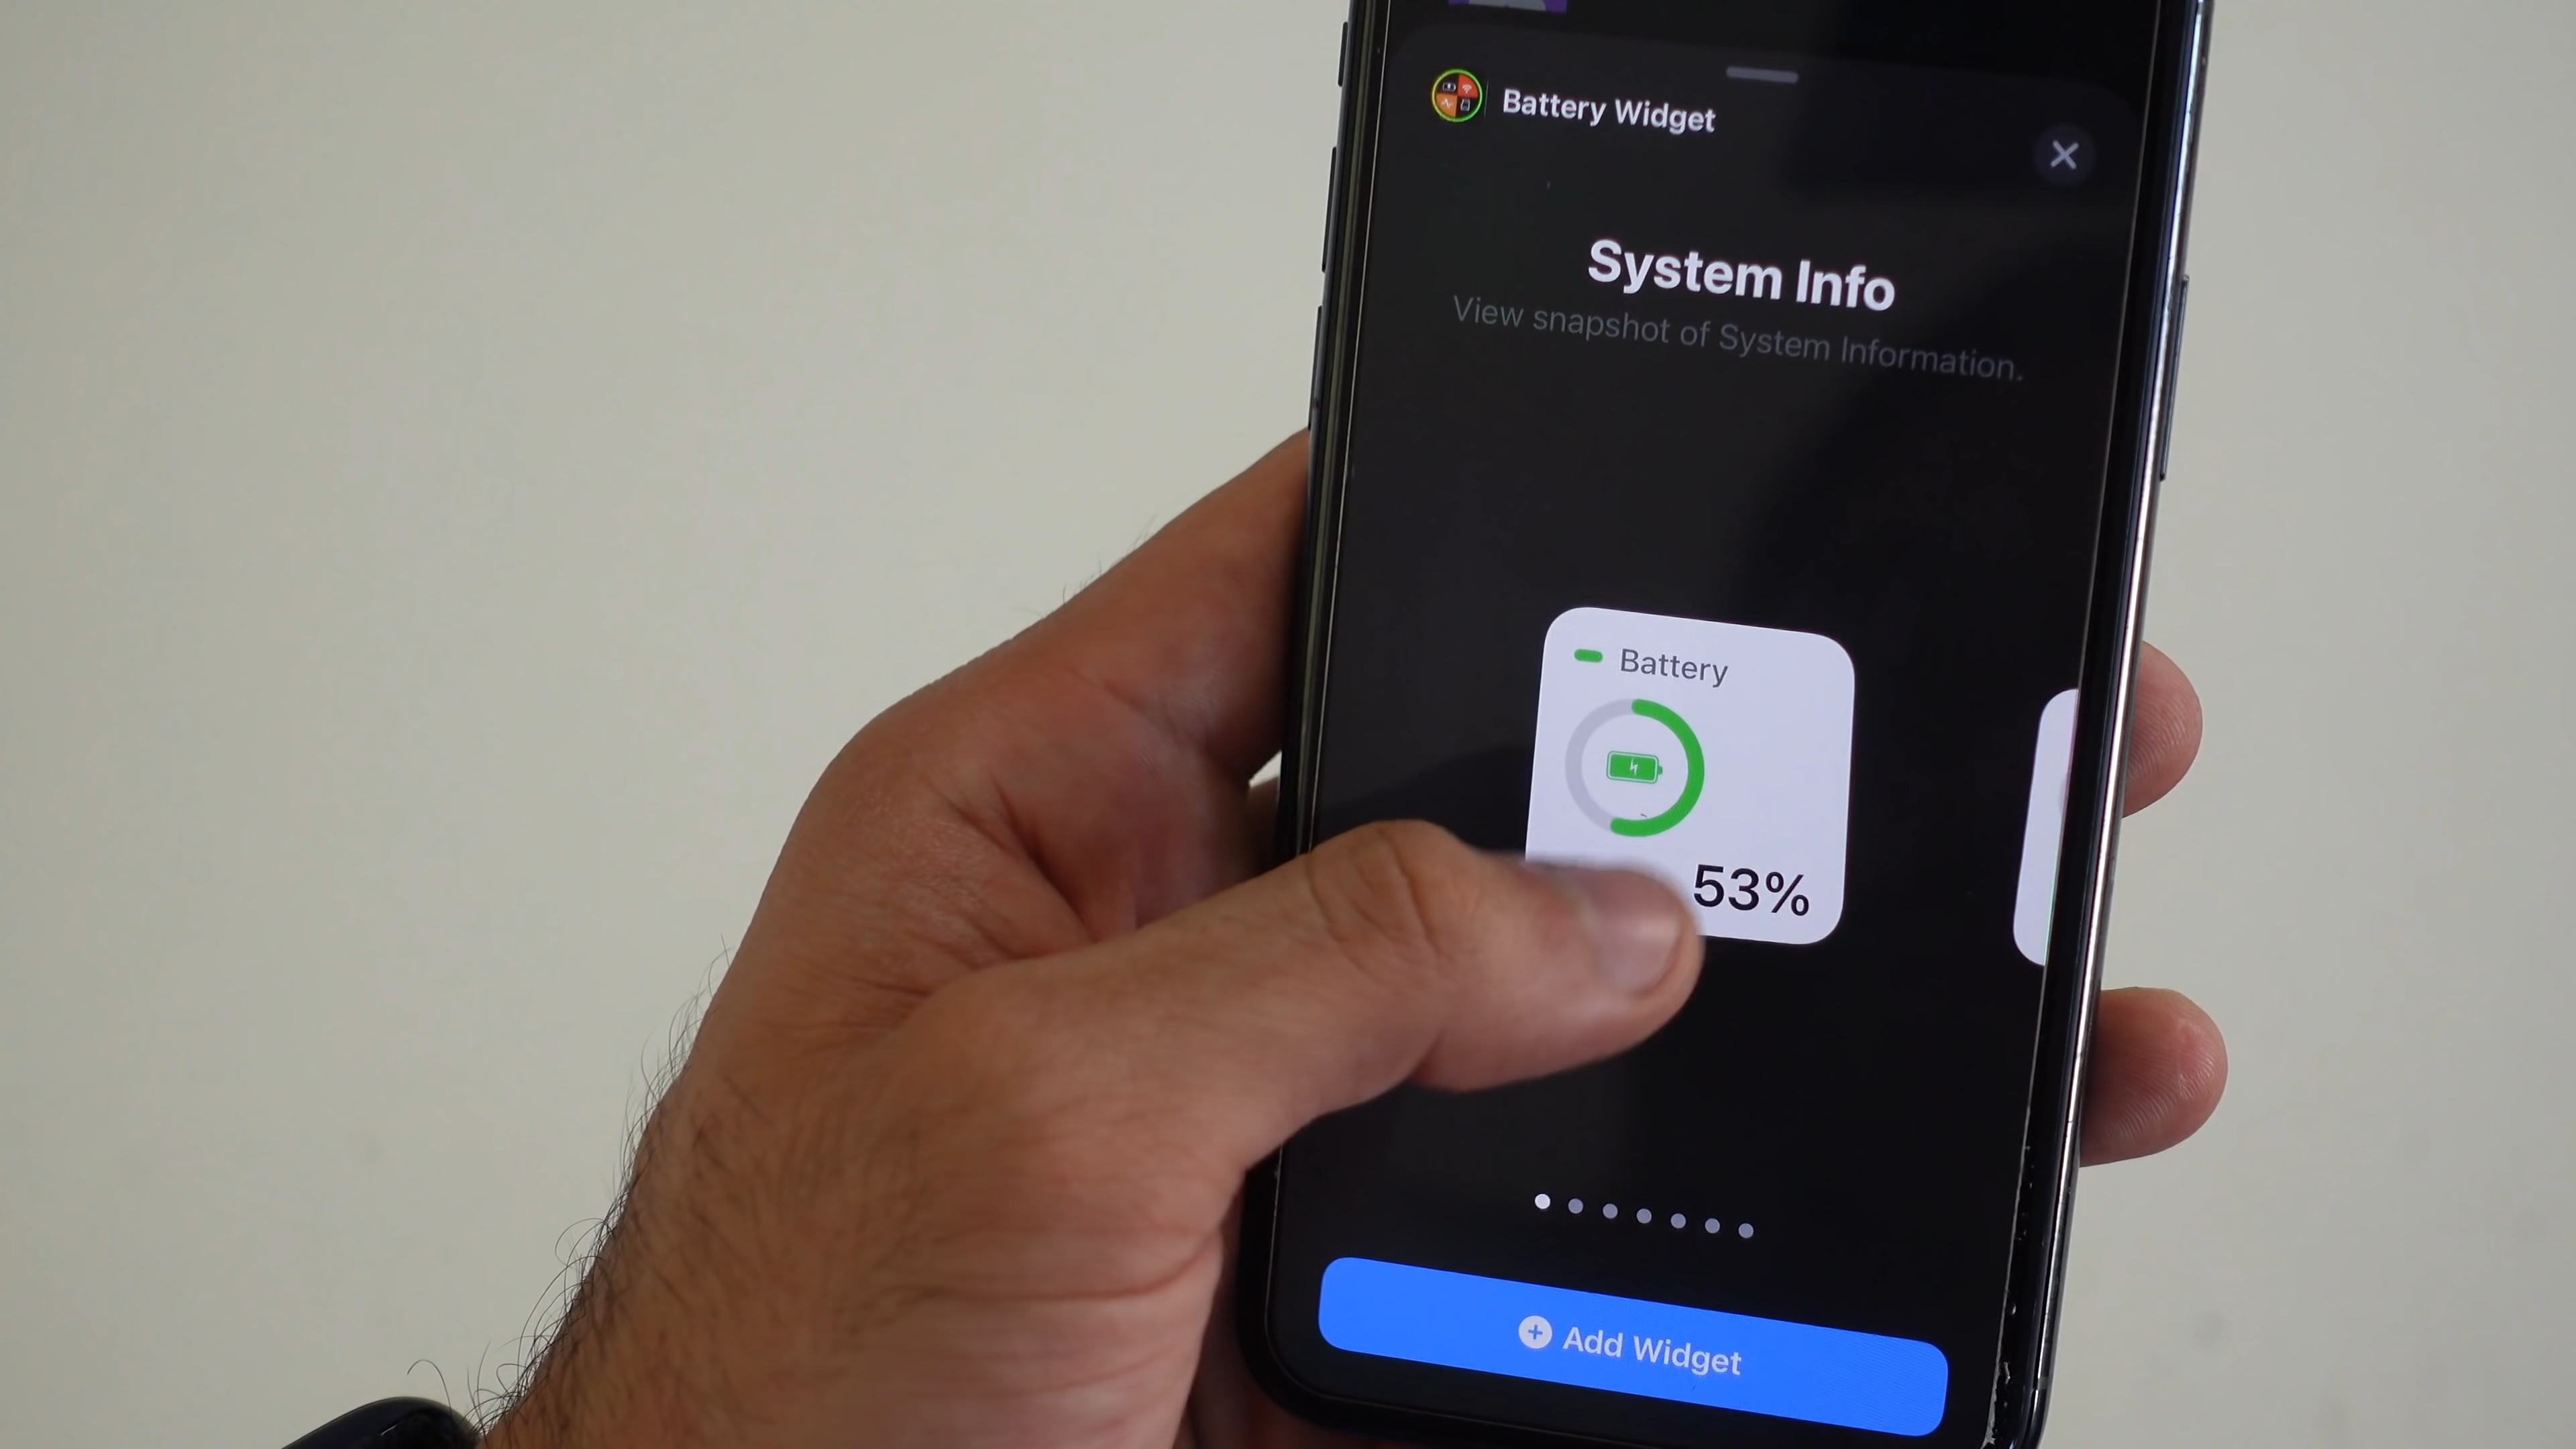 Battery Widget
System Info
View snapshot of System Information.
Battery
53%
Add Widget